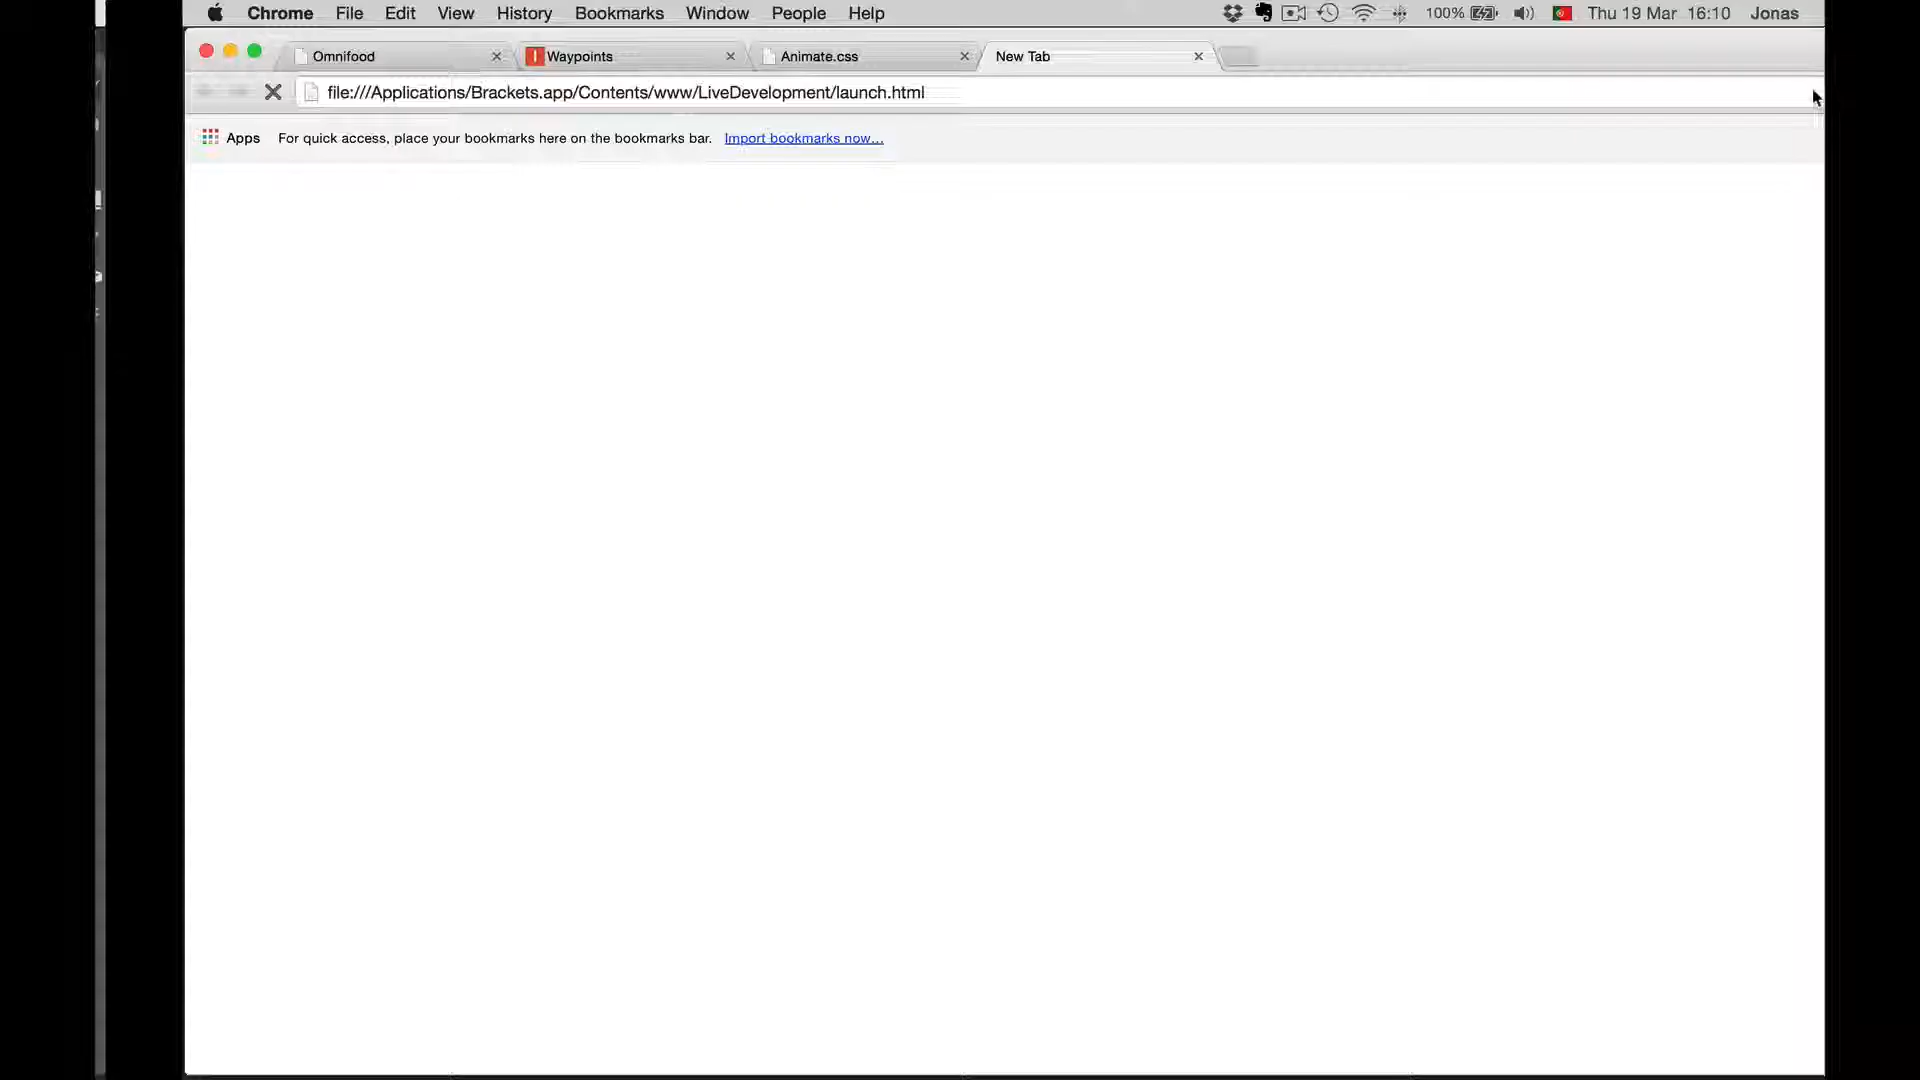 Chrome File Edit View History Bookmarks Window People Help 100% Thu 19 Mar 16:10 Jonas
Omnifood Waypoints Animate.css New Tab
file:///Applications/Brackets.app/Contents/www/LiveDevelopment/launch.html
Apps For quick access, place your bookmarks here on the bookmarks bar. Import bookmarks now...